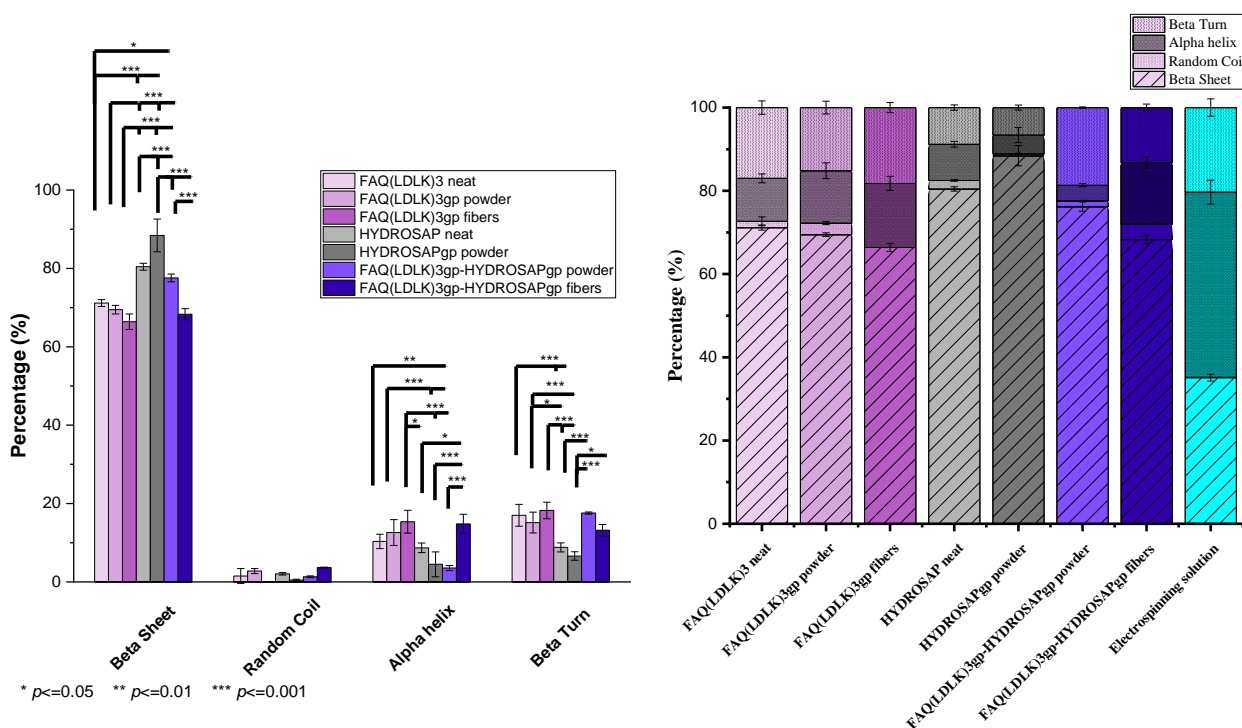 *
***
***
***
***
***
***
**
***
***
*
*
***
***
***
***
*
***
***
*
***
100
80
60
40
20
0
Percentage (%)
FAQ(LDLK)3 neat
FAQ(LDLK)3gp powder
FAQ(LDLK)3gp fibers
HYDROSAP neat
HYDROSAPgp powder
FAQ(LDLK)3gp-HYDROSAPgp powder
FAQ(LDLK)3gp-HYDROSAPgp fibers
Beta Sheet
Random Coil
Alpha helix
Beta Turn
* p<=0.05 ** p<=0.01 *** p<=0.001
Beta Turn
Alpha helix
Random Coi
Beta Sheet
100
80
60
40
20
0
Percentage (%)
FAQ(LDLK)3 neat
FAQ(LDLK)3gp powder
FAQ(LDLK)3gp fibers
HYDROSAP neat
HYDROSAPgp powder
FAQ(LDLK)3gp-HYDROSAPgp powder
FAQ(LDLK)3gp-HYDROSAPgp fibers
Electrospinning solution